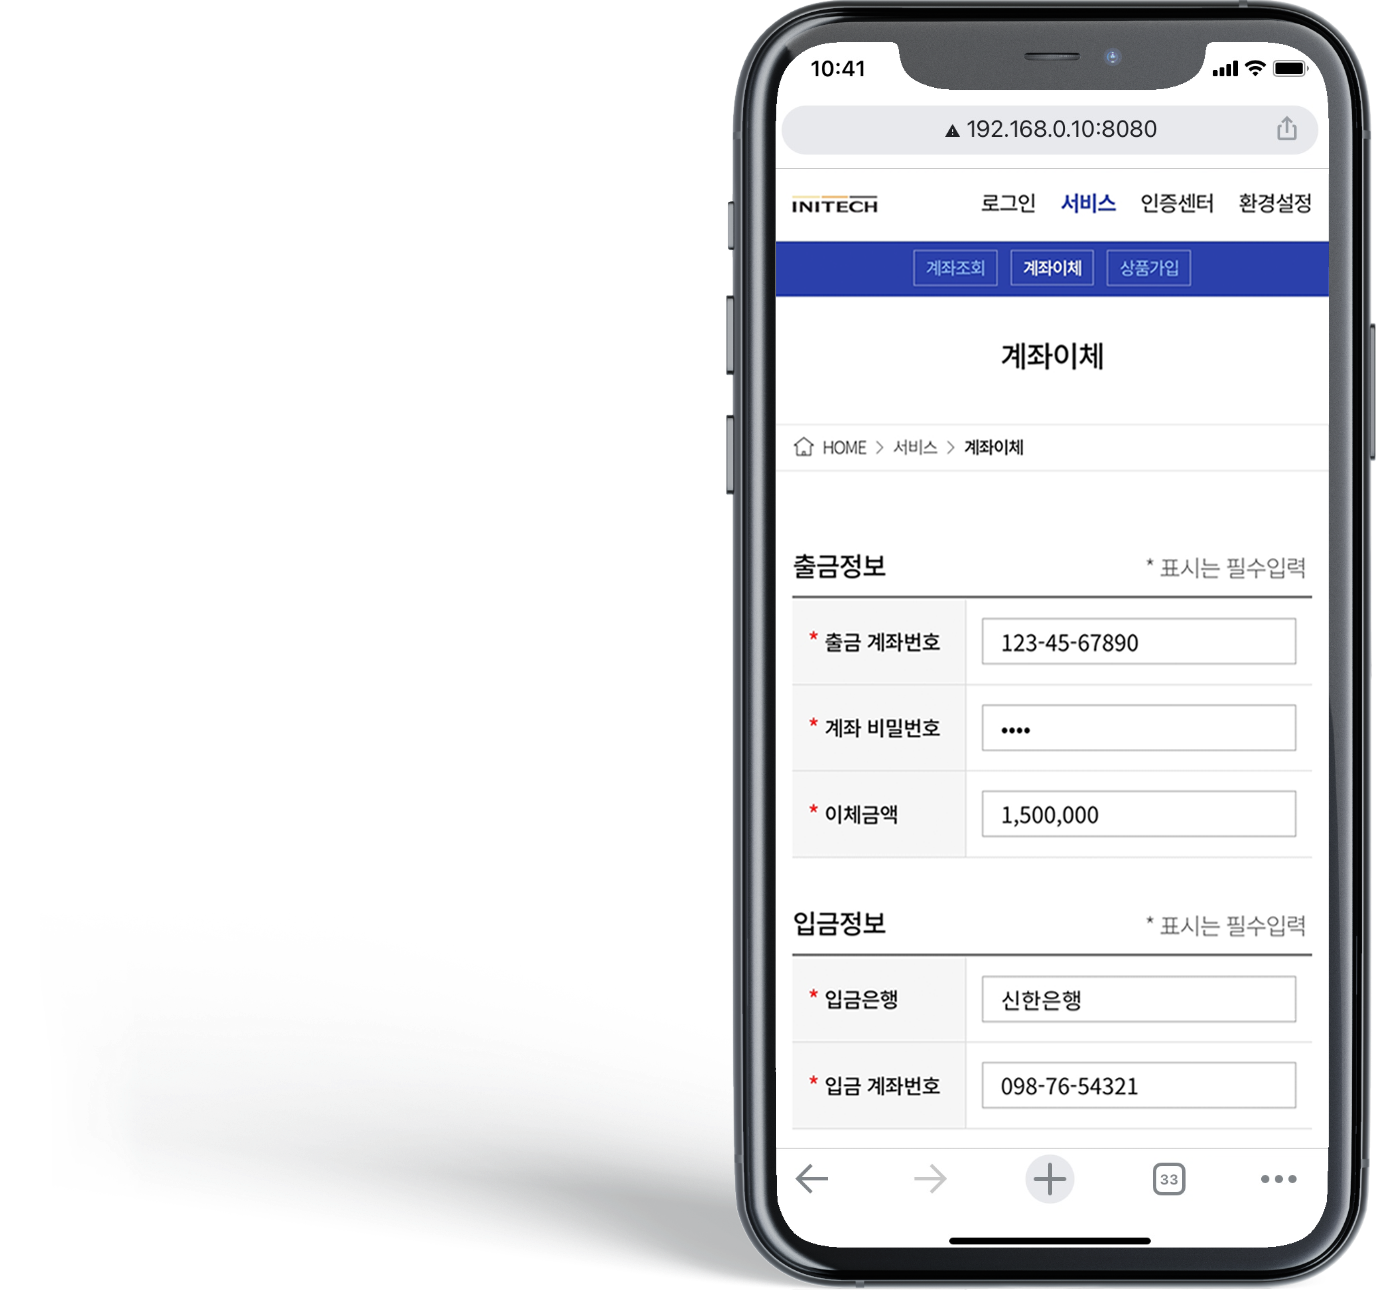 10:41
192.168.0.10:8080
INITECH
로그인 서비스 인증센터 환경설정
계좌조회 계좌이체 상품가입
계좌이체
HOME > 서비스 > 계좌이체
출금정보 * 표시는 필수입력
* 출금 계좌번호 123-45-67890
* 계좌 비밀번호 ••••
* 이체금액 1,500,000
입금정보 * 표시는 필수입력
* 입금은행 신한은행
* 입금 계좌번호 098-76-54321
33